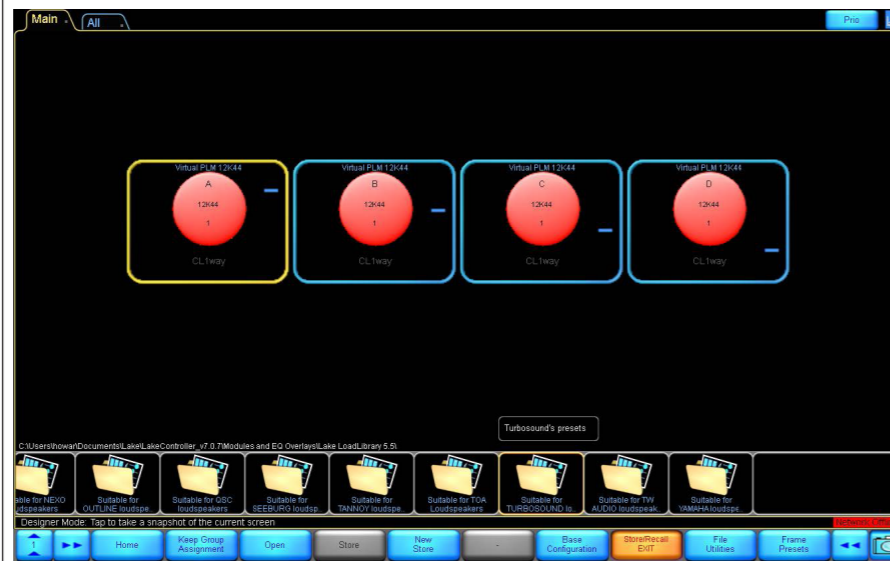 Main
All
Pris
Virtual PLM 12K44
A
12K44
1
CL1way
Virtual PLM 12K44
B
12K44
1
CL1way
Virtual PLM 12K44
C
12K44
1
CL1way
Virtual PLM 12K44
D
12K44
1
CL1way
Turbosound's presets
C:\Users\howar\Documents\Lake\LakeController_v7.0.7\Modules and EQ Overlays\Lake LoadLibrary 5.5\
able for NEXO
udspeakers
Suitable for
OUTLINE loudspe..
Suitable for QSC
loudspeakers
Suitable for
SEEBURG loudsp..
Suitable for
TANNOY loudspe..
Suitable for TOA
Loudspeakers
Suitable for
TURBOSOUND lo..
Suitable for TW
AUDIO loudspeak..
Suitable for
YAMAHA loudspe..
Designer Mode: Tap to take a snapshot of the current screen
Network Offli
1
Home
Keep Group
Assignment
Open
Store
New
Store
-
Base
Configuration
Store/Recall
EXIT
File
Utilities
Frame
Presets